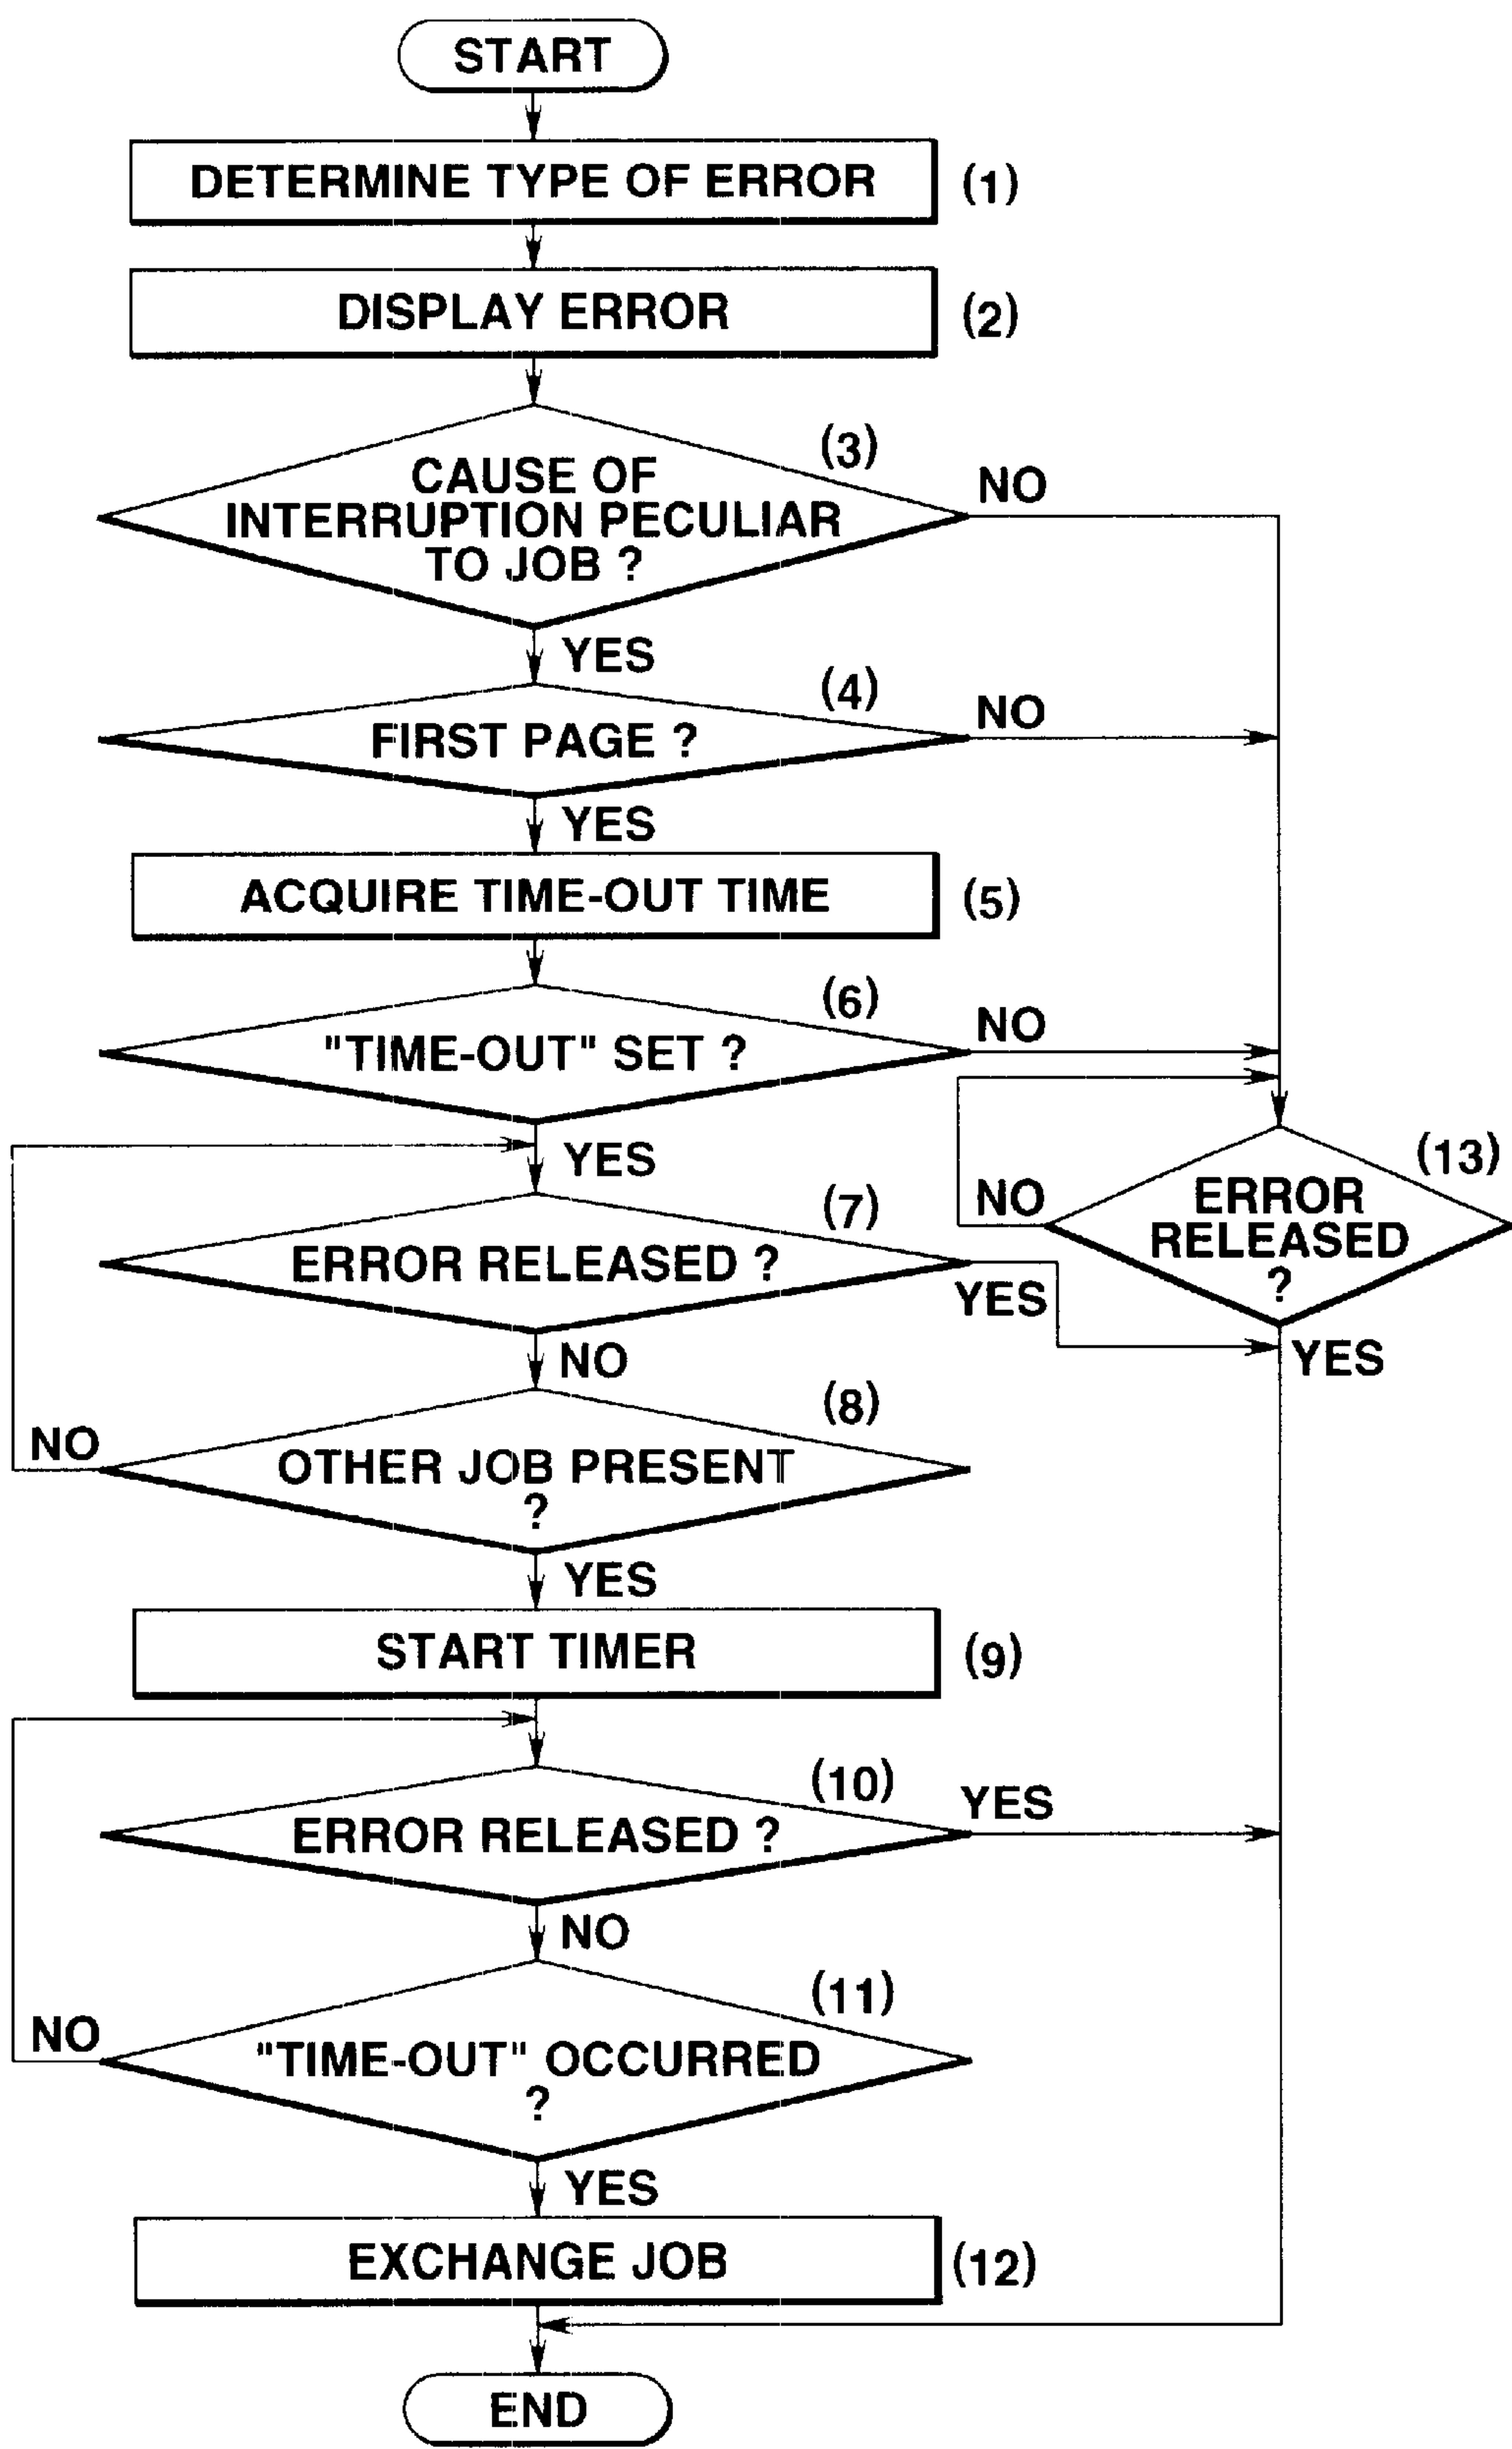 START
DETERMINE TYPE OF ERROR
(1)
DISPLAY ERROR
(2)
(3)
CAUSE OF
INTERRUPTION PECULIAR
TO JOB ?
NO
YES
(4)
FIRST PAGE ?
NO
YES
ACQUIRE TIME-OUT TIME
(5)
(6)
"TIME-OUT" SET ?
NO
YES
(7)
ERROR RELEASED ?
YES
NO
(13)
ERROR
RELEASED
?
NO
YES
(8)
OTHER JOB PRESENT
?
NO
YES
START TIMER
(9)
(10)
ERROR RELEASED ?
YES
NO
(11)
"TIME-OUT" OCCURRED
?
NO
YES
EXCHANGE JOB
(12)
END